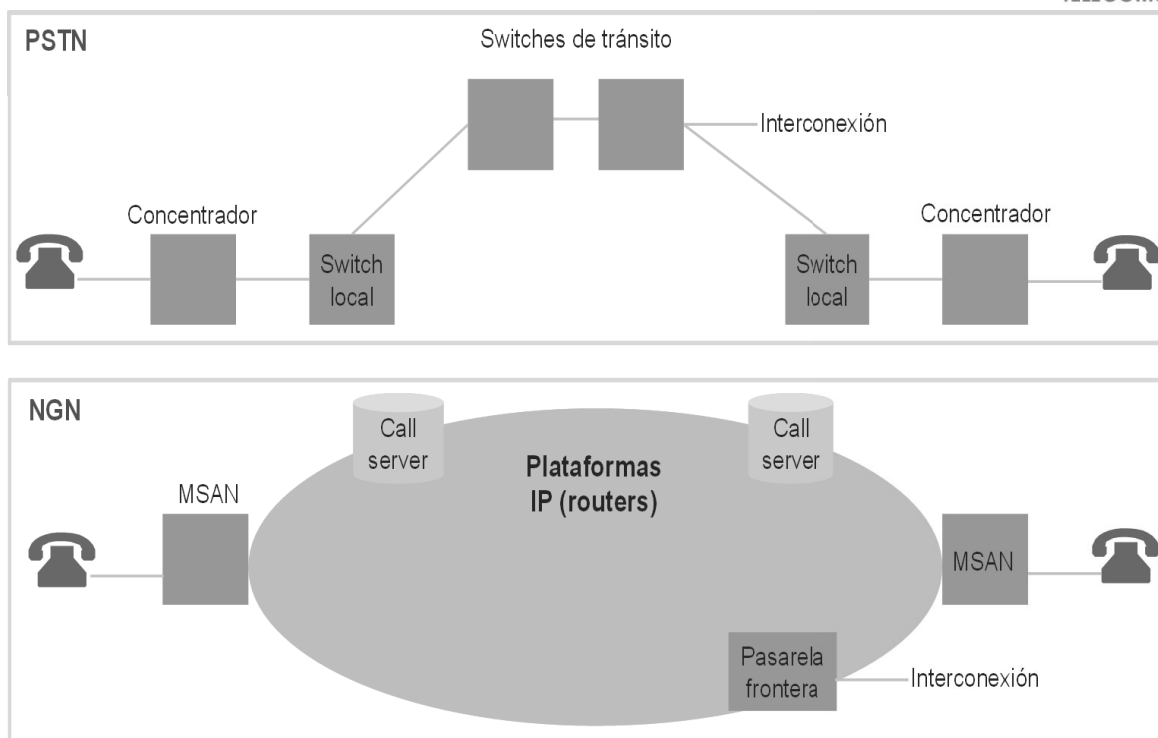 PSTN
Switches de tránsito
Interconexión
Concentrador
Concentrador
Switch
local
Switch
local
NGN
Call
server
Call
server
Plataformas
IP (routers)
MSAN
MSAN
Pasarela
frontera
Interconexión